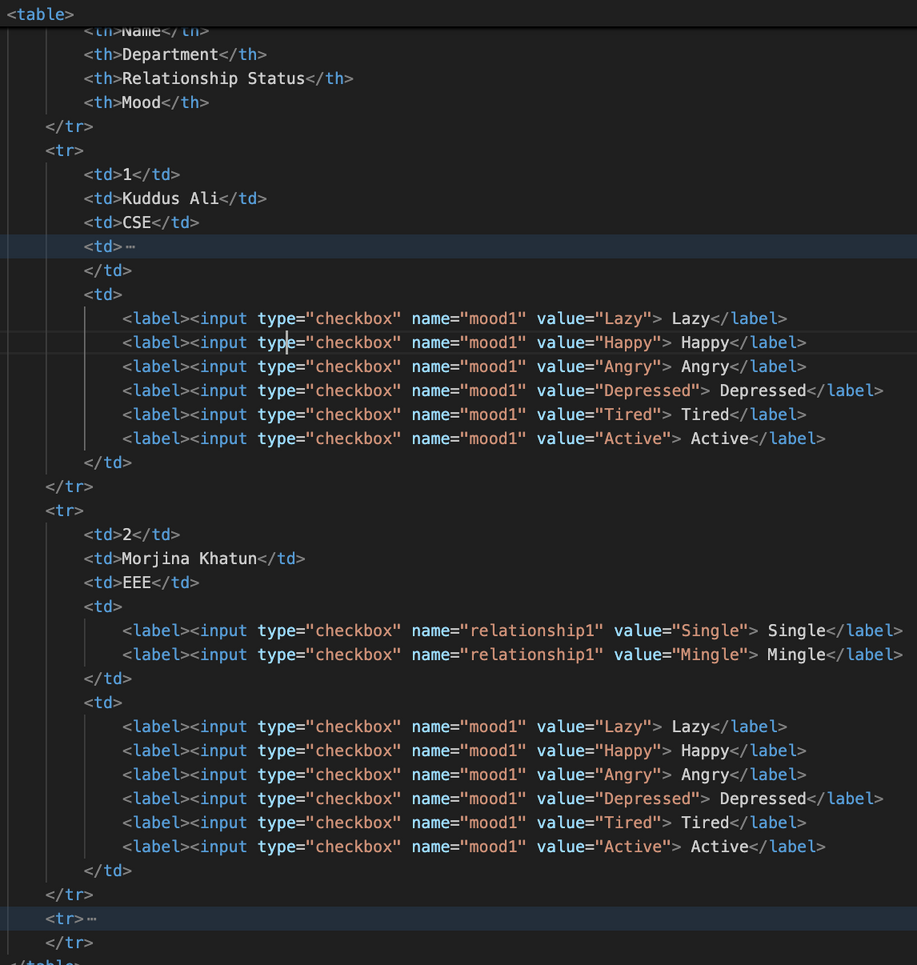 <table>
<th>Name</th>
<th>Department</th>
<th>Relationship Status</th>
<th>Mood</th>
</tr>
<tr>
<td>1</td>
<td>Kuddus Ali</td>
<td>CSE</td>
<td>⋯
</td>
<td>
<label><input type="checkbox" name="mood1" value="Lazy"> Lazy</label>
<label><input type="checkbox" name="mood1" value="Happy"> Happy</label>
<label><input type="checkbox" name="mood1" value="Angry"> Angry</label>
<label><input type="checkbox" name="mood1" value="Depressed"> Depressed</label>
<label><input type="checkbox" name="mood1" value="Tired"> Tired</label>
<label><input type="checkbox" name="mood1" value="Active"> Active</label>
</td>
</tr>
<tr>
<td>2</td>
<td>Morjina Khatun</td>
<td>EEE</td>
<td>
<label><input type="checkbox" name="relationship1" value="Single"> Single</label>
<label><input type="checkbox" name="relationship1" value="Mingle"> Mingle</label>
</td>
<td>
<label><input type="checkbox" name="mood1" value="Lazy"> Lazy</label>
<label><input type="checkbox" name="mood1" value="Happy"> Happy</label>
<label><input type="checkbox" name="mood1" value="Angry"> Angry</label>
<label><input type="checkbox" name="mood1" value="Depressed"> Depressed</label>
<label><input type="checkbox" name="mood1" value="Tired"> Tired</label>
<label><input type="checkbox" name="mood1" value="Active"> Active</label>
</td>
</tr>
<tr>⋯
</tr>
</table>